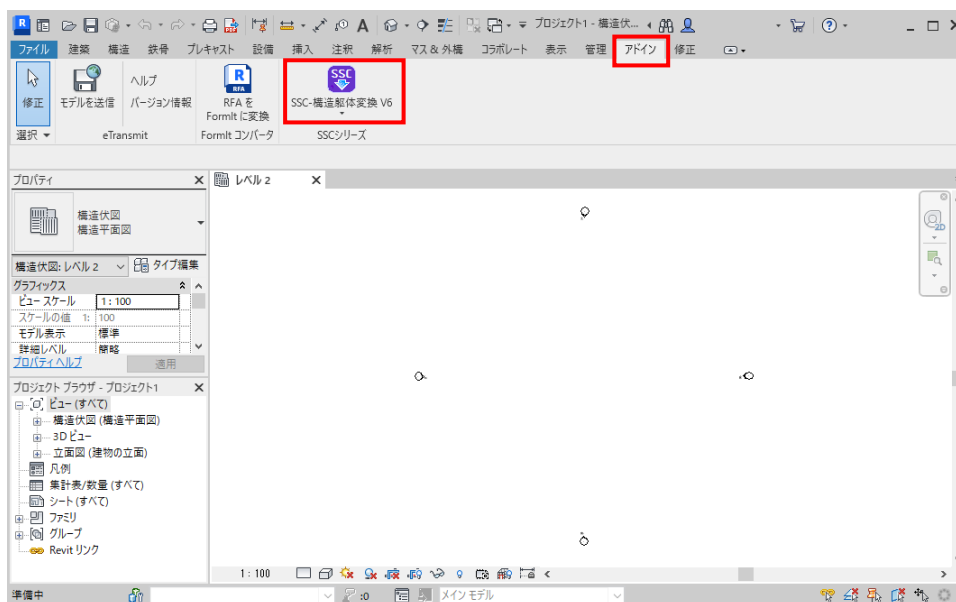 プロジェクト1 - 構造伏...
ファイル 建築 構造 鉄骨 プレキャスト 設備 挿入 注釈 解析 マス & 外構 コラボレート 表示 管理 アドイン 修正
修正 モデルを送信 ヘルプ バージョン情報 RFA を FormIt に変換 SSC-構造躯体変換 V6
選択 eTransmit FormIt コンバータ SSCシリーズ
プロパティ
レベル 2
構造伏図
構造平面図
2D
構造伏図: レベル 2 タイプ編集
グラフィックス
ビュー スケール 1 : 100
スケールの値 1: 100
モデル表示 標準
詳細レベル 簡略
プロパティ ヘルプ 適用
プロジェクト ブラウザ - プロジェクト1
ビュー (すべて)
構造伏図 (構造平面図)
3D ビュー
立面図 (建物の立面)
凡例
集計表/数量 (すべて)
シート (すべて)
ファミリ
グループ
Revit リンク
1 : 100
準備中 :0 メイン モデル